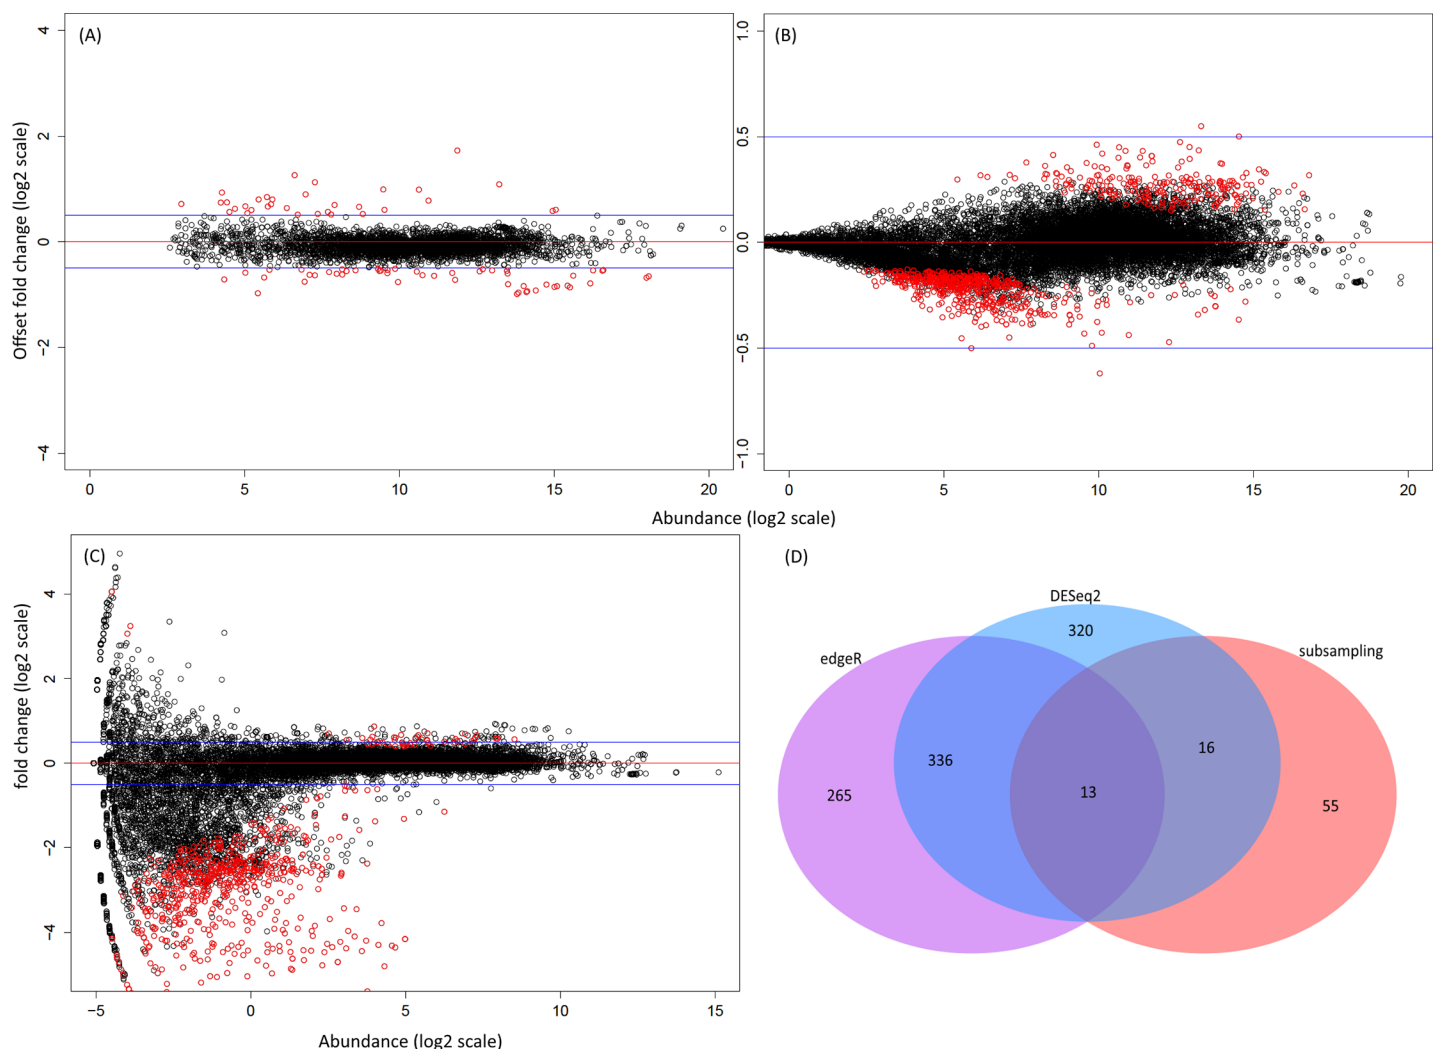 (A)
4
2
0
−2
−4
Offset fold change (log2 scale)
0 5 10 15 20
(B)
1.0
0.5
0.0
−0.5
−1.0
0 5 10 15 20
Abundance (log2 scale)
(C)
4
2
0
−2
−4
fold change (log2 scale)
−5 0 5 10 15
Abundance (log2 scale)
(D)
DESeq2
320
edgeR
subsampling
336
16
265
13
55